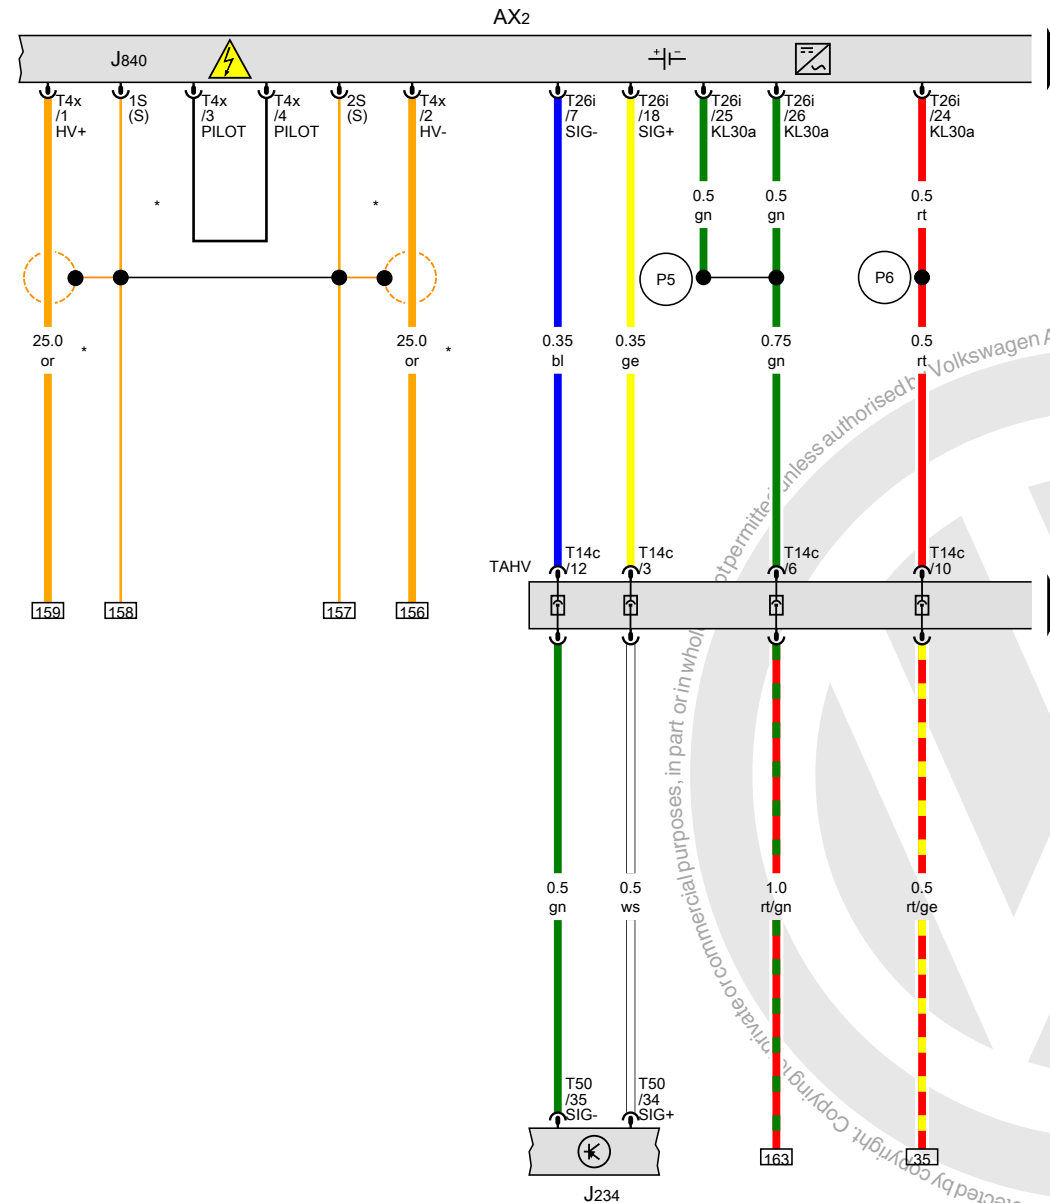 AX2
J840
T4x
/1
HV+
1S
(S)
T4x
/3
PILOT
T4x
/4
PILOT
2S
(S)
T4x
/2
HV-
T26i
/7
SIG-
T26i
/18
SIG+
T26i
/25
KL30a
T26i
/26
KL30a
T26i
/24
KL30a
*
*
0.5
gn
0.5
gn
0.5
rt
P5
P6
25.0
or
*
25.0
or
*
0.35
bl
0.35
ge
0.75
gn
0.5
rt
TAHV
T14c
/12
T14c
/3
T14c
/6
T14c
/10
159
158
157
156
0.5
gn
0.5
ws
1.0
rt/gn
0.5
rt/ge
T50
/35
SIG-
T50
/34
SIG+
J234
163
35
private or commercial purposes, in part or in whole
unless authorised by Volkswagen A
copyright. Copying